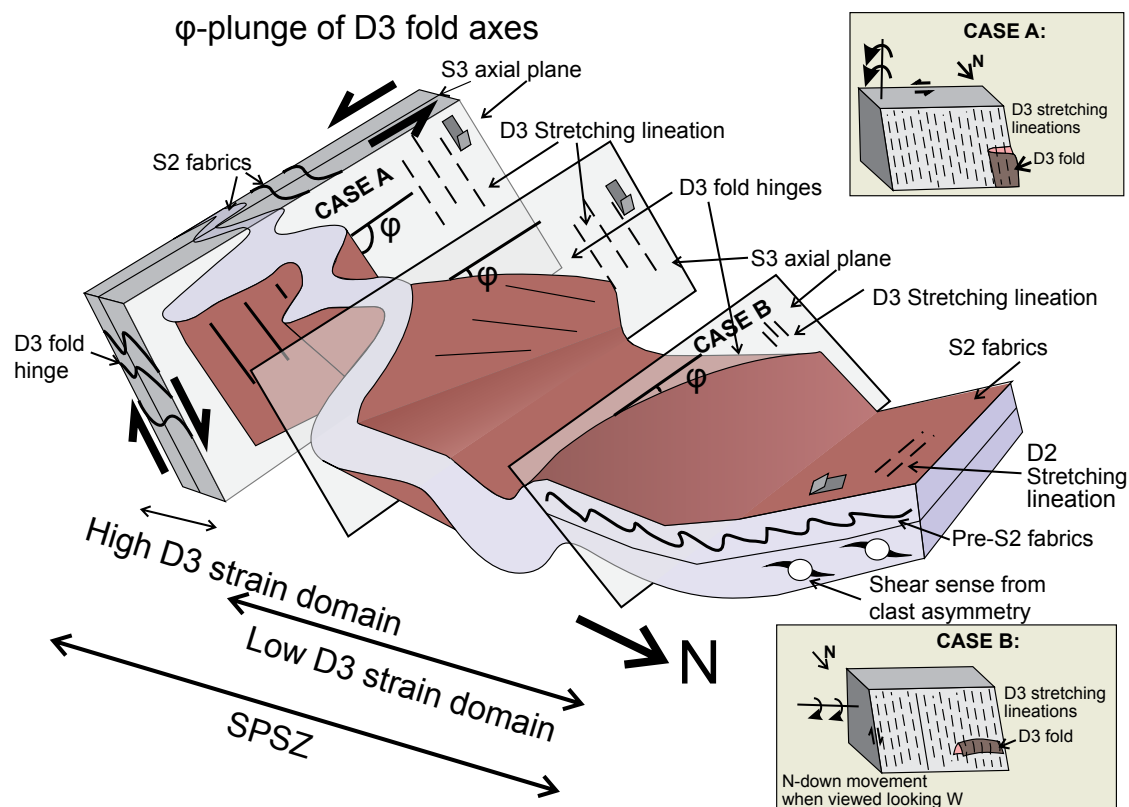 φ-plunge of D3 fold axes
S3 axial plane
D3 Stretching lineation
S2 fabrics
CASE A
φ
D3 fold hinges
φ
S3 axial plane
D3 Stretching lineation
CASE B
φ
S2 fabrics
D3 fold
hinge
D2
Stretching
lineation
Pre-S2 fabrics
Shear sense from
clast asymmetry
High D3 strain domain
Low D3 strain domain
SPSZ
N
CASE A:
N
D3 stretching
lineations
D3 fold
CASE B:
N
D3 stretching
lineations
D3 fold
N-down movement
when viewed looking W